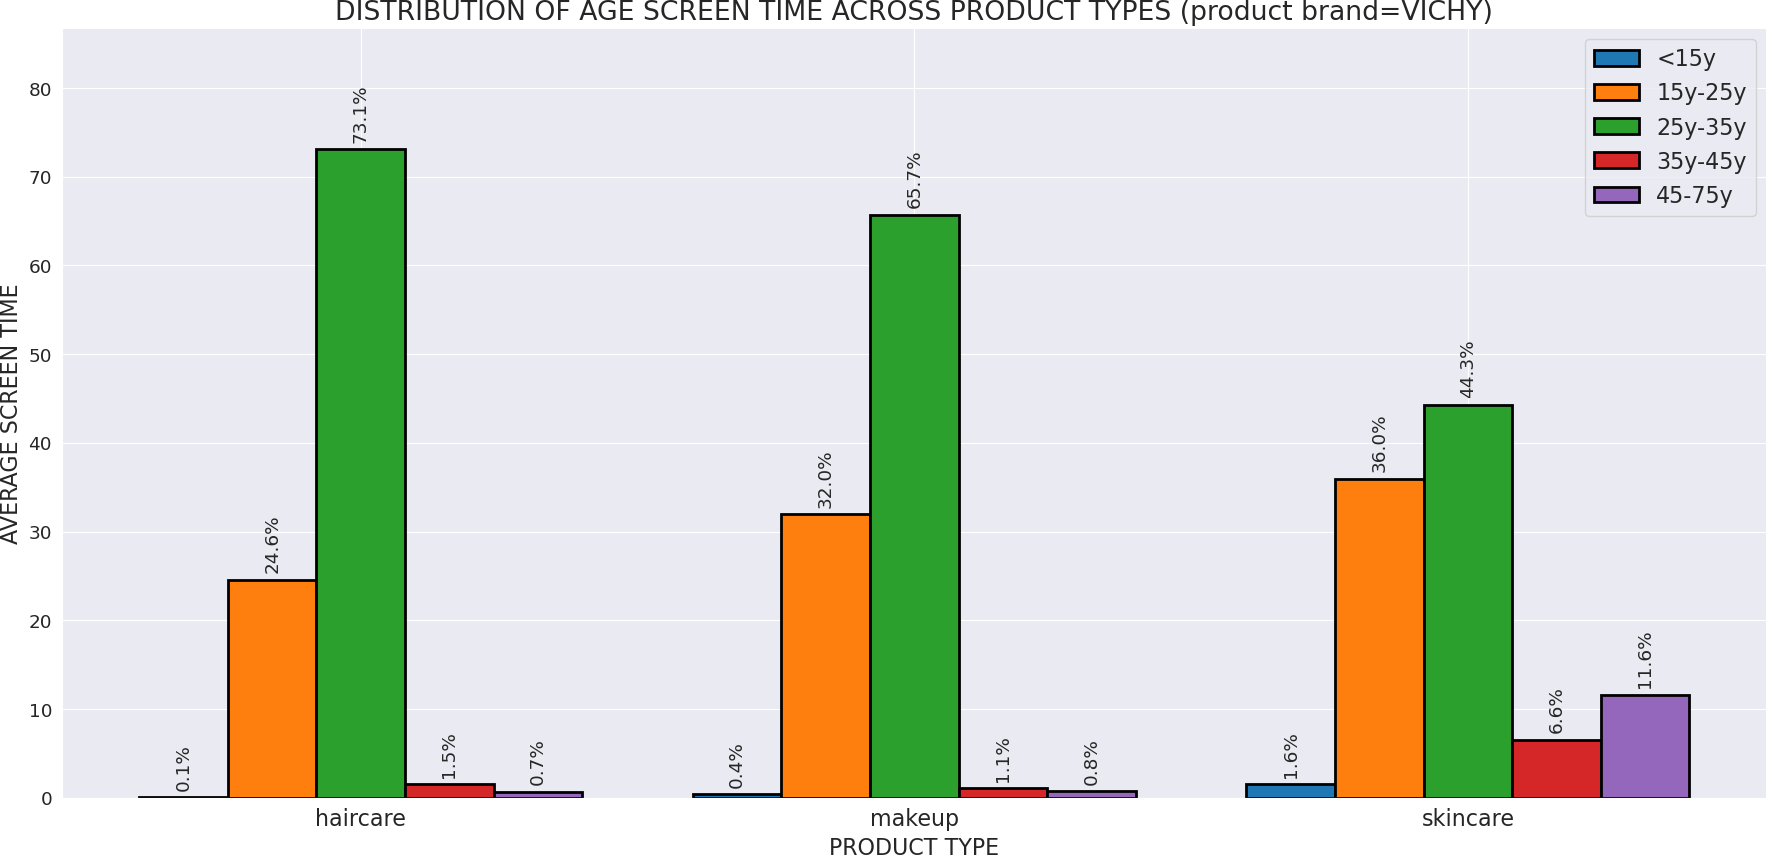 DISTRIBUTION OF AGE SCREEN TIME ACROSS PRODUCT TYPES (product brand=VICHY)
AVERAGE SCREEN TIME
80
70
60
50
40
30
20
10
0
0.1%
24.6%
73.1%
1.5%
0.7%
0.4%
32.0%
65.7%
1.1%
0.8%
1.6%
36.0%
44.3%
6.6%
11.6%
<15y
15y-25y
25y-35y
35y-45y
45-75y
haircare
makeup
skincare
PRODUCT TYPE